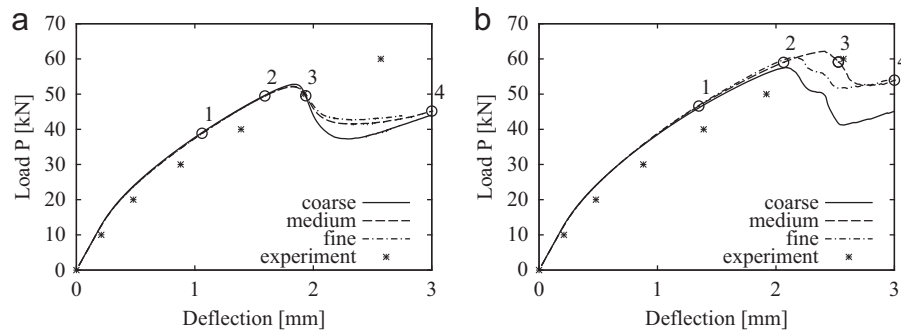 a
70
60
50
40
30
20
10
0
Load P [kN]
1
2
3
4
coarse
medium
fine
experiment
0
1
2
3
Deflection [mm]
b
70
60
50
40
30
20
10
0
Load P [kN]
1
2
3
4
coarse
medium
fine
experiment
0
1
2
3
Deflection [mm]